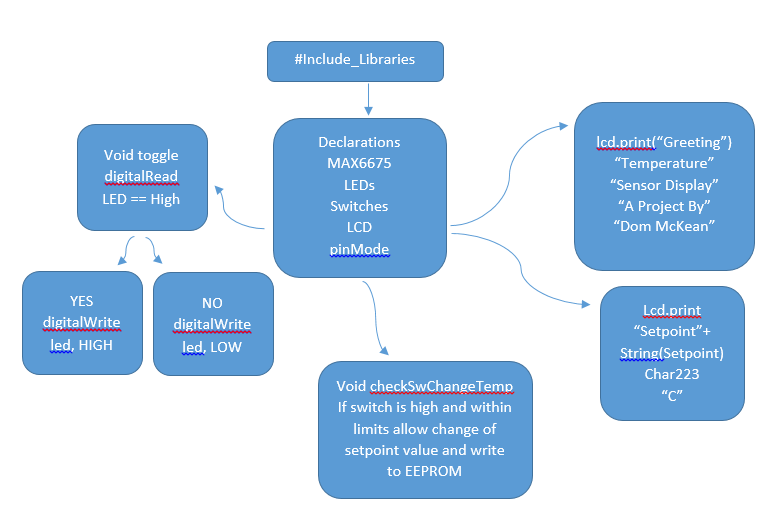 #Include_Libraries
Declarations
MAX6675
LEDs
Switches
LCD
pinMode
Void toggle
digitalRead
LED == High
YES
digitalWrite
led, HIGH
NO
digitalWrite
led, LOW
Void checkSwChangeTemp
If switch is high and within
limits allow change of
setpoint value and write
to EEPROM
lcd.print(“Greeting”)
“Temperature”
“Sensor Display”
“A Project By”
“Dom McKean”
Lcd.print
“Setpoint”+
String(Setpoint)
Char223
“C”